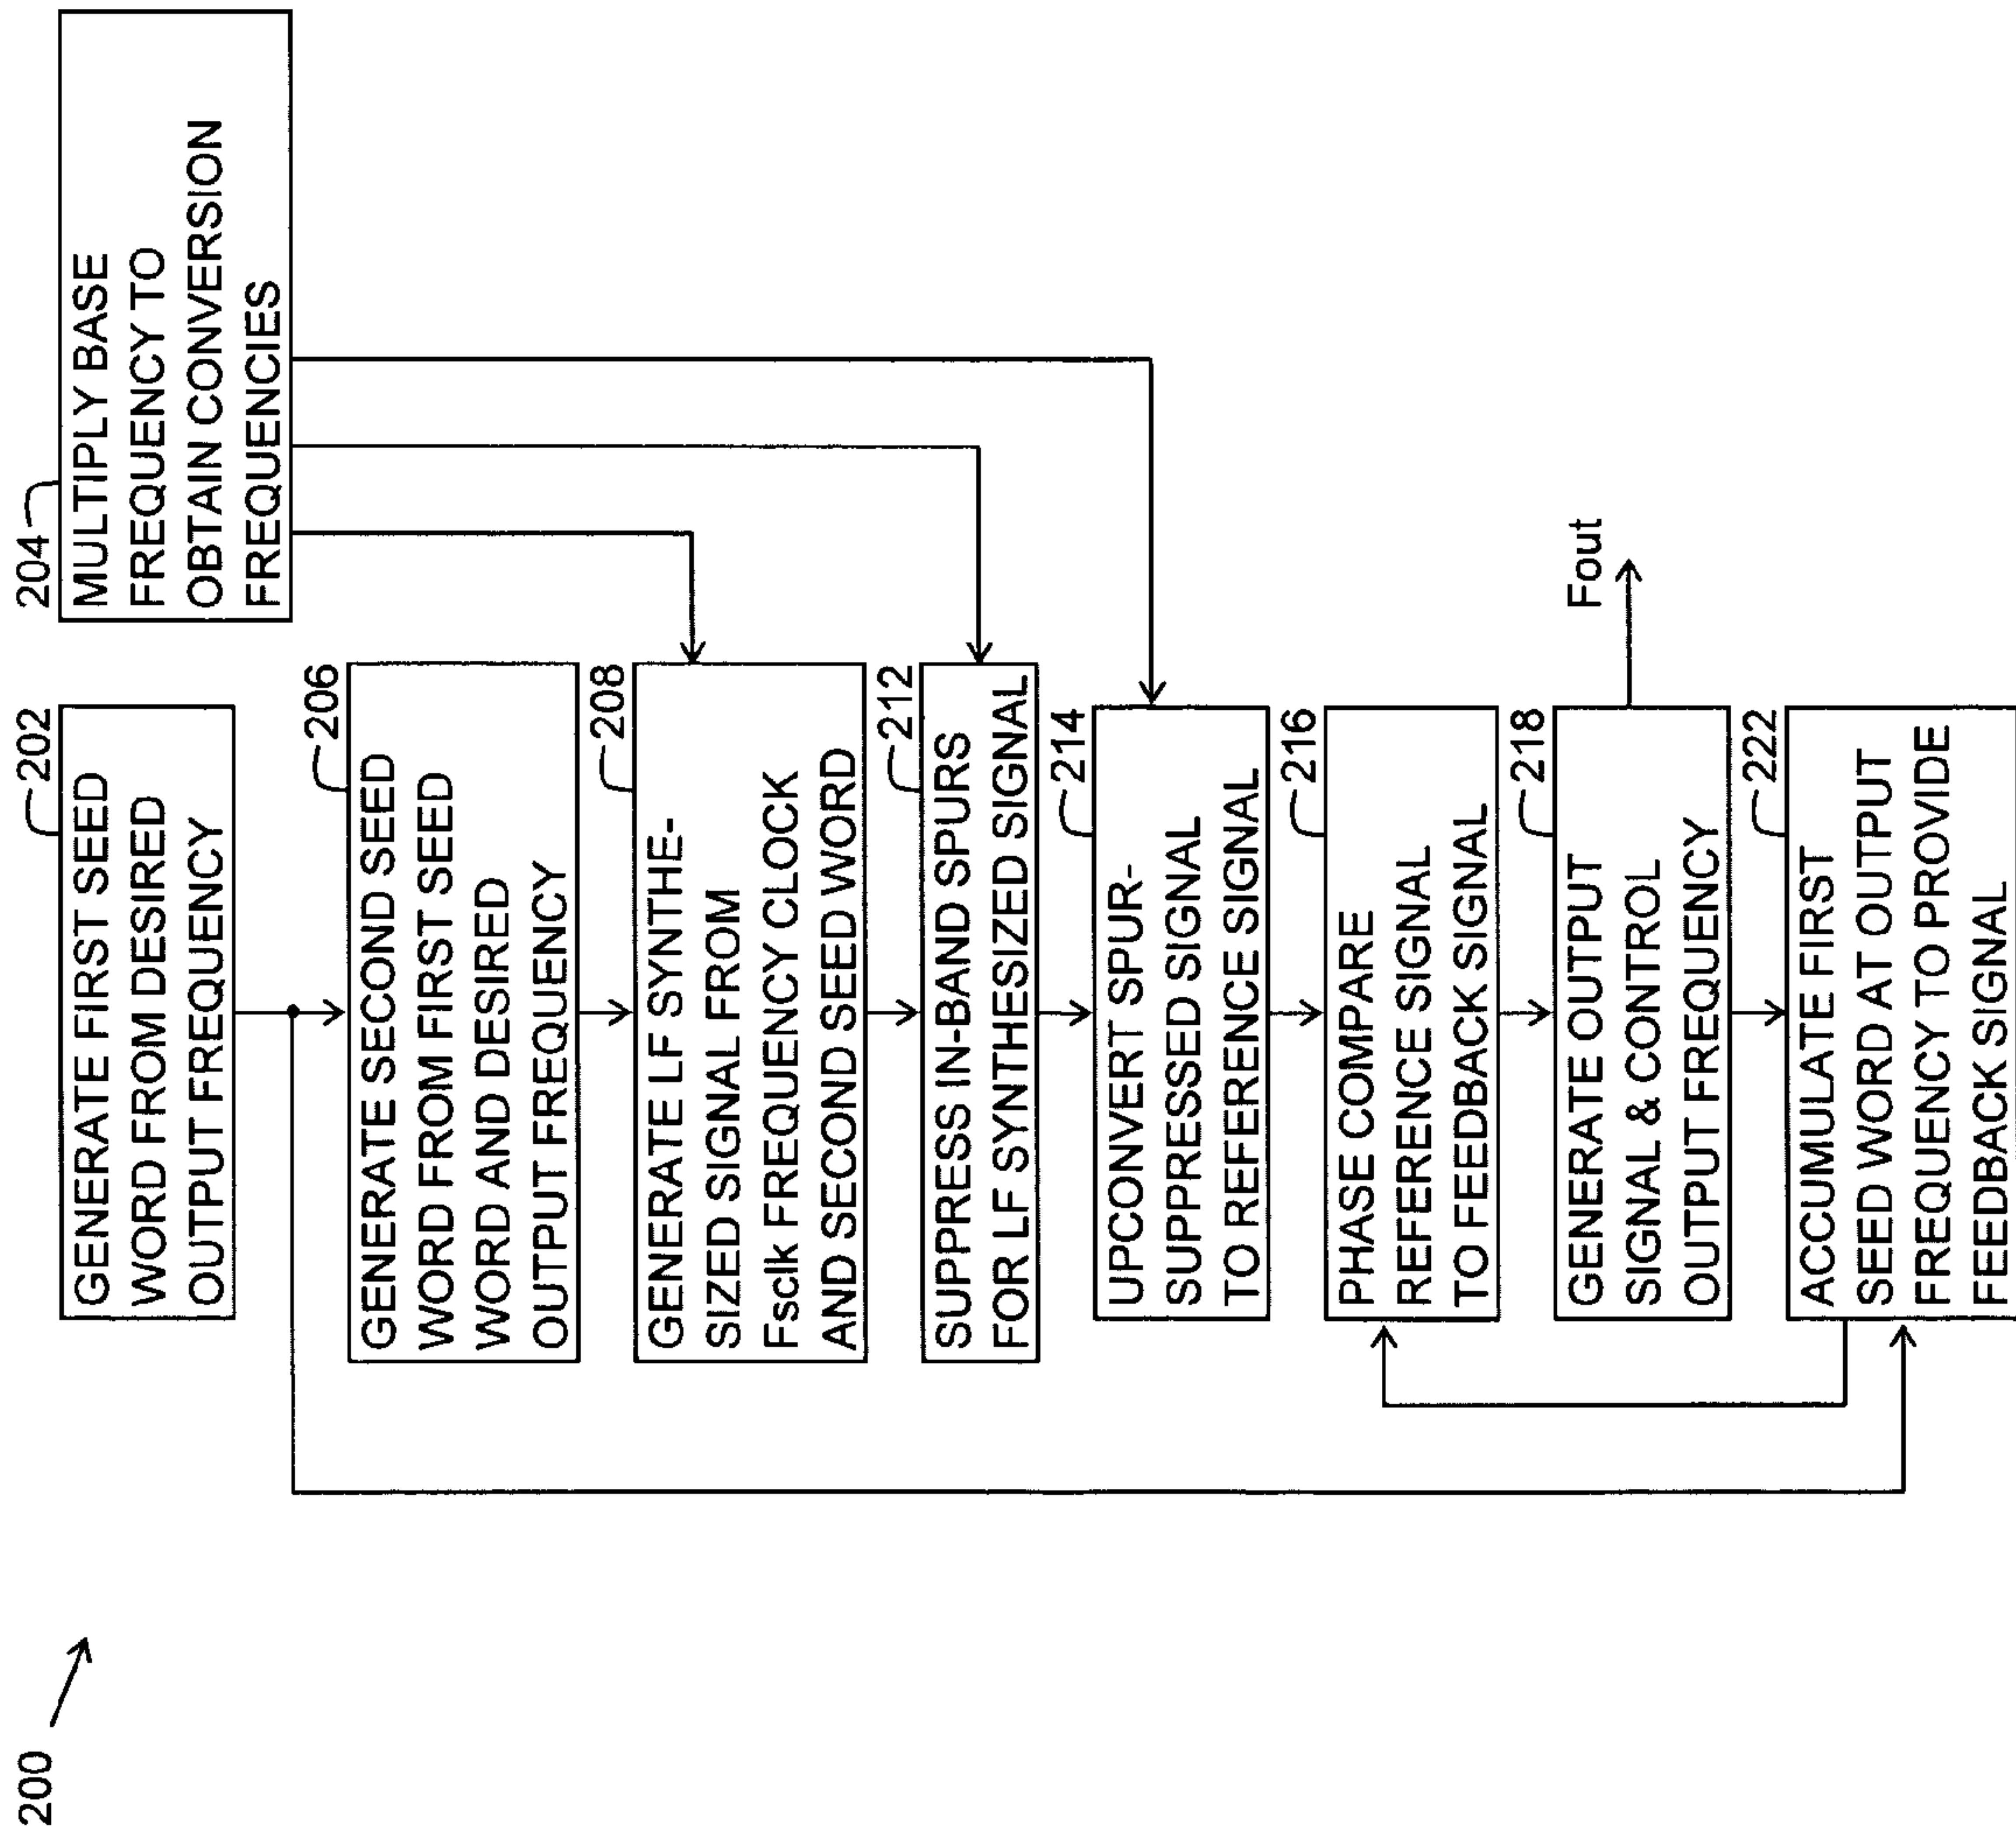 200
202
GENERATE FIRST SEED
WORD FROM DESIRED
OUTPUT FREQUENCY
204
MULTIPLY BASE
FREQUENCY TO
OBTAIN CONVERSION
FREQUENCIES
206
GENERATE SECOND SEED
WORD FROM FIRST SEED
WORD AND DESIRED
OUTPUT FREQUENCY
208
GENERATE LF SYNTHE-
SIZED SIGNAL FROM
Fsclk FREQUENCY CLOCK
AND SECOND SEED WORD
212
SUPPRESS IN-BAND SPURS
FOR LF SYNTHESIZED SIGNAL
214
UPCONVERT SPUR-
SUPPRESSED SIGNAL
TO REFERENCE SIGNAL
216
PHASE COMPARE
REFERENCE SIGNAL
TO FEEDBACK SIGNAL
218
GENERATE OUTPUT
SIGNAL & CONTROL
OUTPUT FREQUENCY
Fout
222
ACCUMULATE FIRST
SEED WORD AT OUTPUT
FREQUENCY TO PROVIDE
FEEDBACK SIGNAL